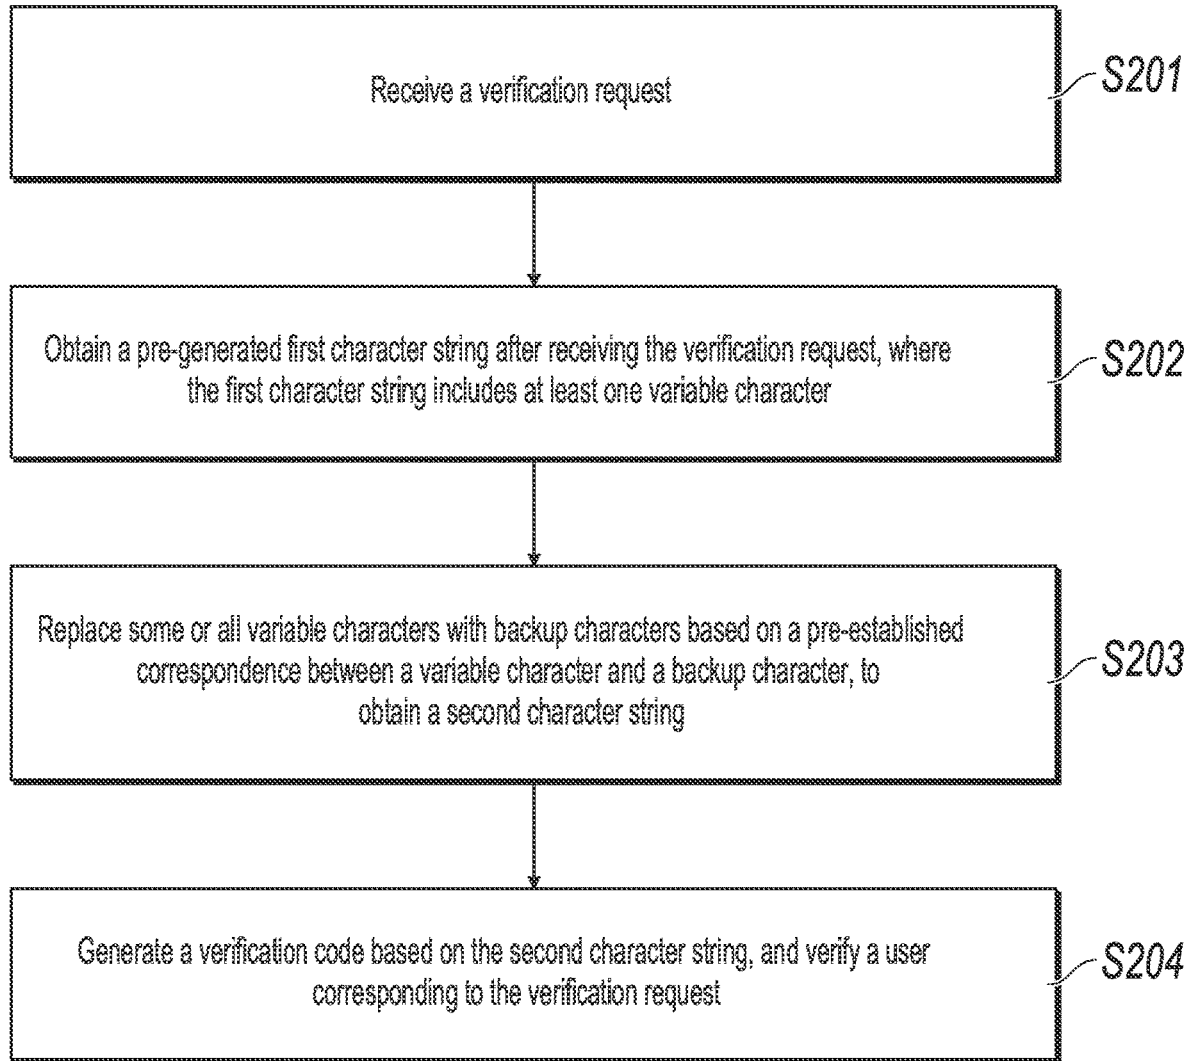 Receive a verification request
S201
Obtain a pre-generated first character string after receiving the verification request, where
the first character string includes at least one variable character
S202
Replace some or all variable characters with backup characters based on a pre-established
correspondence between a variable character and a backup character, to
obtain a second character string
S203
Generate a verification code based on the second character string, and verify a user
corresponding to the verification request
S204